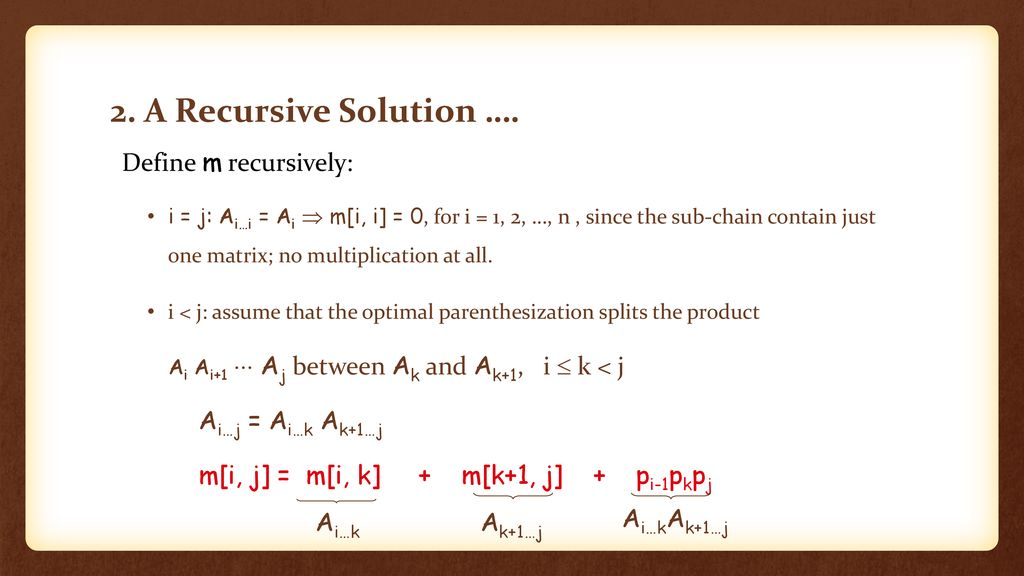 2. A Recursive Solution ....
Define m recursively:
• i = j: Ai…i = Ai ⇒ m[i, i] = 0, for i = 1, 2, …, n , since the sub-chain contain just
one matrix; no multiplication at all.
• i < j: assume that the optimal parenthesization splits the product
Ai Ai+1 ⋯ Aj between Ak and Ak+1, i ≤ k < j
Ai…j = Ai…k Ak+1…j
m[i, j] = m[i, k] + m[k+1, j] + pi-1pkpj
Ai…k Ak+1…j Ai…kAk+1…j